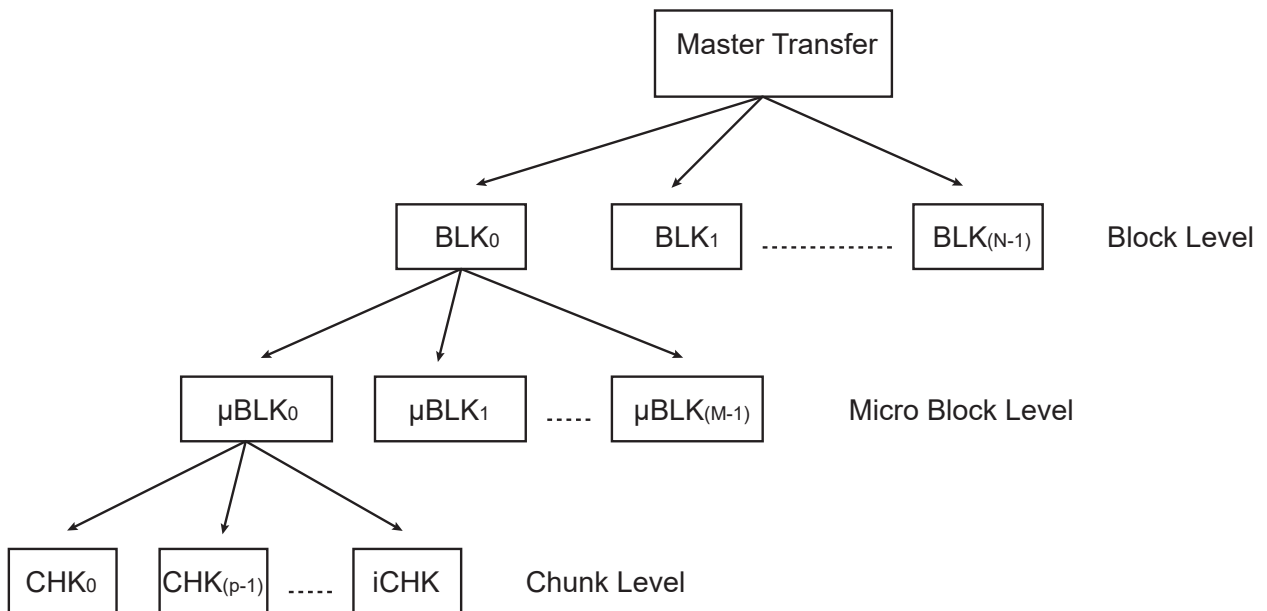 Master Transfer
BLK0 BLK1 BLK(N-1) Block Level
µBLK0 µBLK1 µBLK(M-1) Micro Block Level
CHK0 CHK(p-1) iCHK Chunk Level